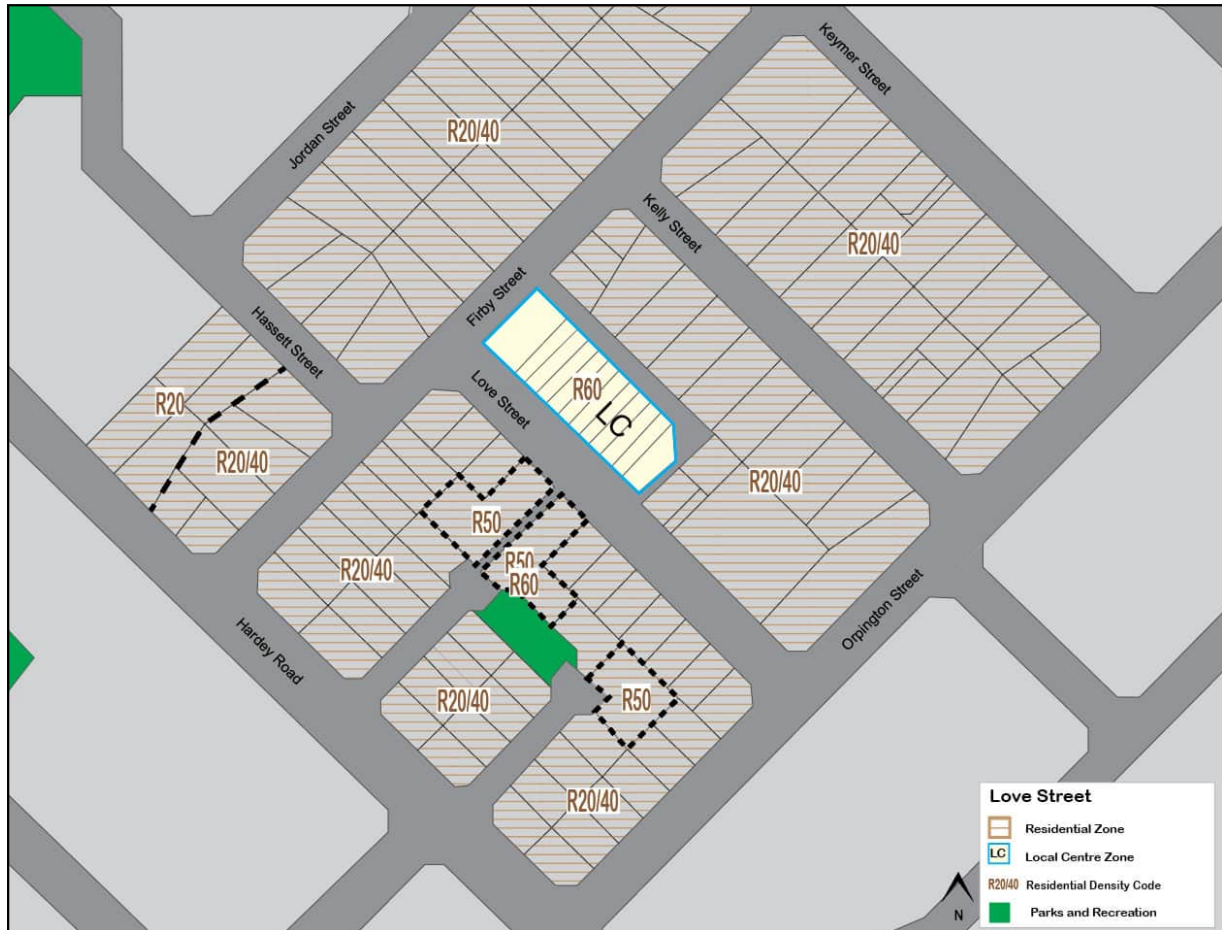 Keymer Street
Jordan Street
R20/40
Kelly Street
R20/40
Firby Street
Hassett Street
Love Street
R60
LC
R20
R20/40
R20/40
R50
R20/40
R50
R60
Hardey Road
Orpington Street
R20/40
R50
R20/40
Love Street
Residential Zone
LC Local Centre Zone
R20/40 Residential Density Code
Parks and Recreation
N